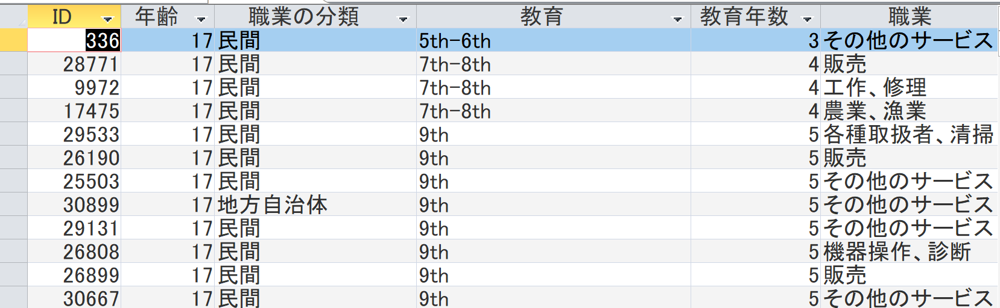 ID 年齢 職業の分類 教育 教育年数 職業
336 17 民間 5th-6th 3 その他のサービス
28771 17 民間 7th-8th 4 販売
9972 17 民間 7th-8th 4 工作、修理
17475 17 民間 7th-8th 4 農業、漁業
29533 17 民間 9th 5 各種取扱者、清掃
26190 17 民間 9th 5 販売
25503 17 民間 9th 5 その他のサービス
30899 17 地方自治体 9th 5 その他のサービス
29131 17 民間 9th 5 その他のサービス
26808 17 民間 9th 5 機器操作、診断
26899 17 民間 9th 5 販売
30667 17 民間 9th 5 その他のサービス